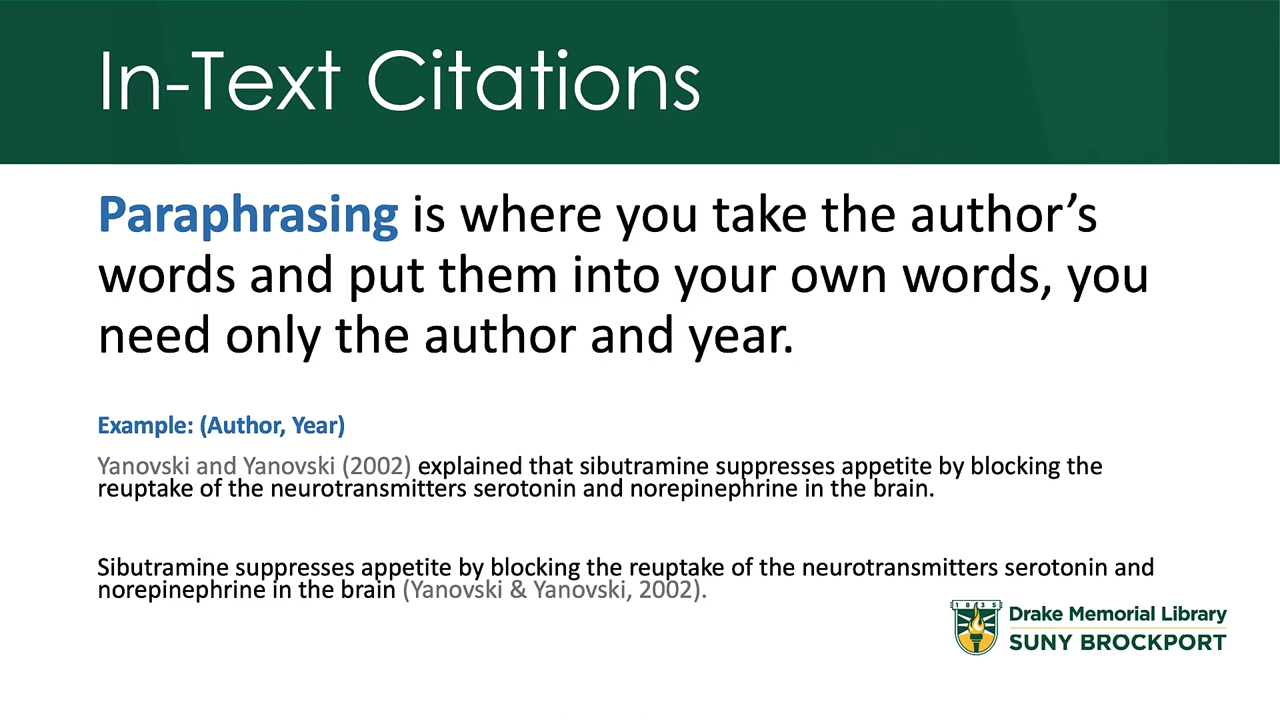 In-Text Citations
Paraphrasing is where you take the author’s
words and put them into your own words, you
need only the author and year.
Example: (Author, Year)
Yanovski and Yanovski (2002) explained that sibutramine suppresses appetite by blocking the
reuptake of the neurotransmitters serotonin and norepinephrine in the brain.
Sibutramine suppresses appetite by blocking the reuptake of the neurotransmitters serotonin and
norepinephrine in the brain (Yanovski & Yanovski, 2002).
1835
Drake Memorial Library
SUNY BROCKPORT